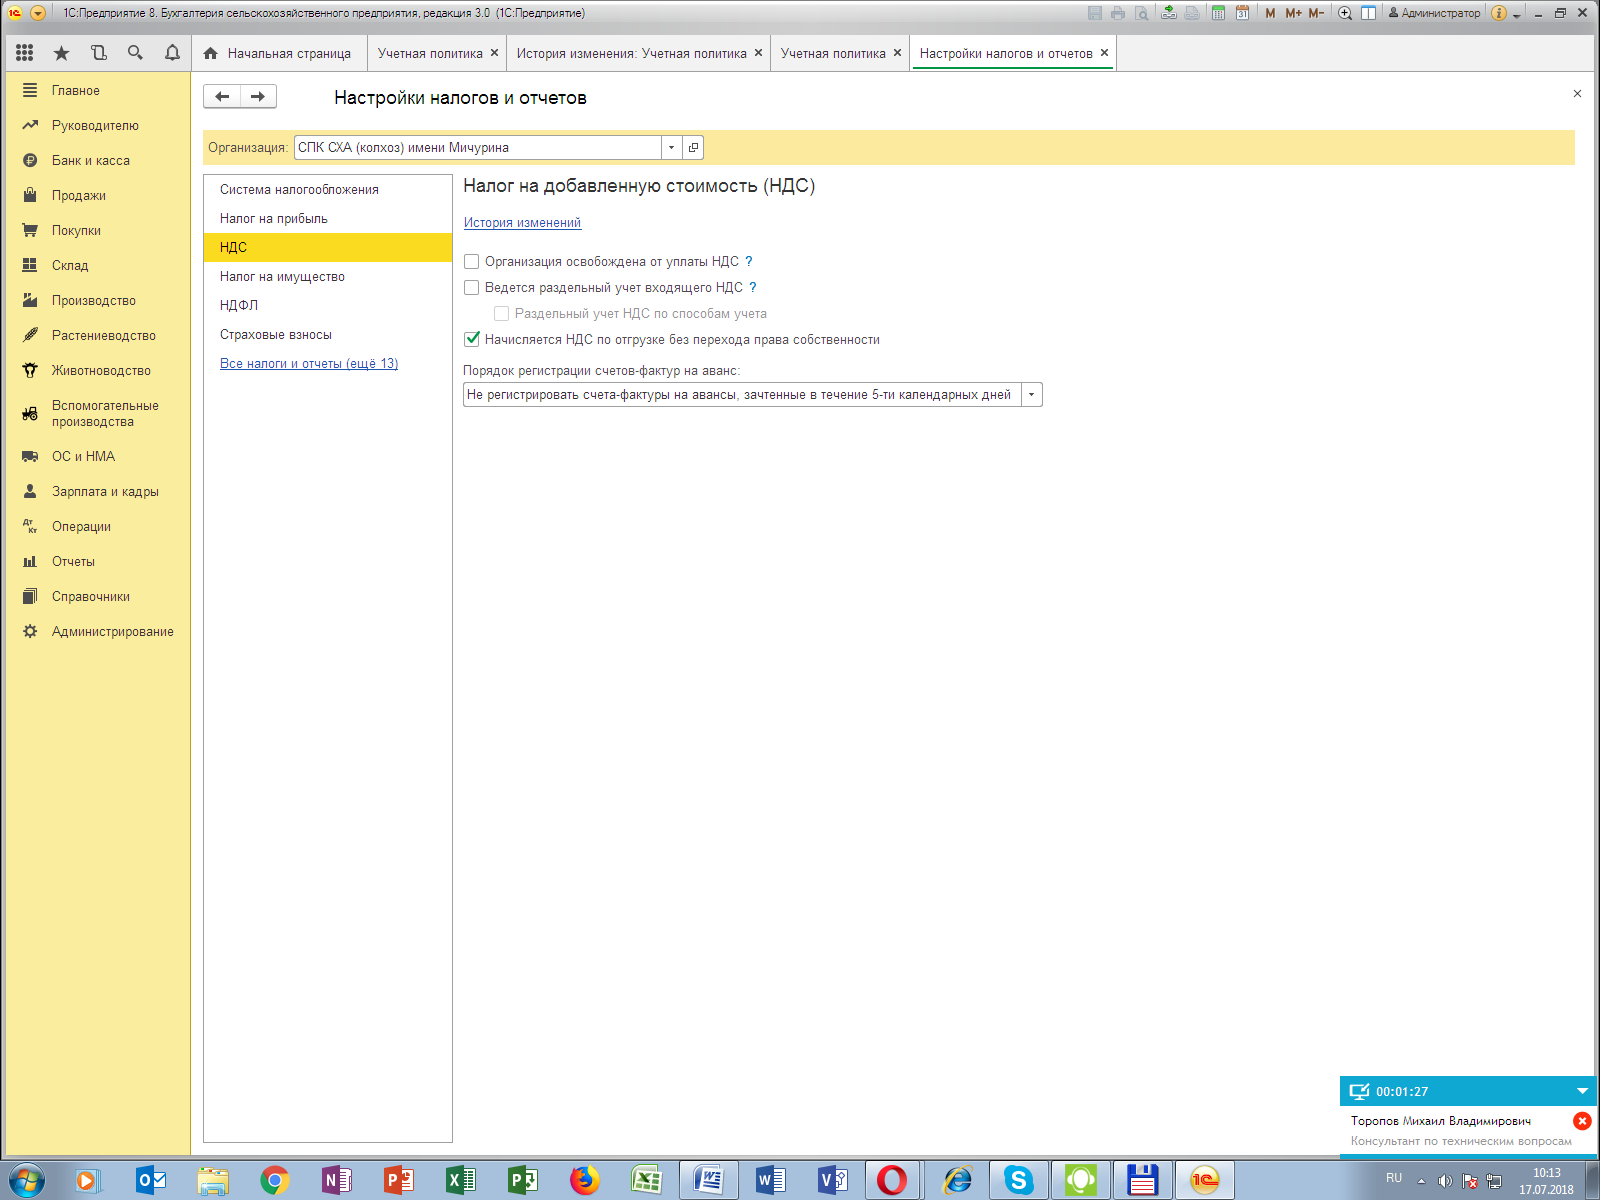 1С:Предприятие 8. Бухгалтерия сельскохозяйственного предприятия, редакция 3.0 (1С:Предприятие)
31
M M+ M-
Администратор
Начальная страница
Учетная политика
История изменения: Учетная политика
Учетная политика
Настройки налогов и отчетов
Главное
Руководителю
Банк и касса
Продажи
Покупки
Склад
Производство
Растениеводство
Животноводство
Вспомогательные
производства
ОС и НМА
Зарплата и кадры
Операции
Отчеты
Справочники
Администрирование
Настройки налогов и отчетов
Организация: СПК СХА (колхоз) имени Мичурина
Система налогообложения
Налог на прибыль
НДС
Налог на имущество
НДФЛ
Страховые взносы
Все налоги и отчеты (ещё 13)
Налог на добавленную стоимость (НДС)
История изменений
Организация освобождена от уплаты НДС ?
Ведется раздельный учет входящего НДС ?
Раздельный учет НДС по способам учета
Начисляется НДС по отгрузке без перехода права собственности
Порядок регистрации счетов-фактур на аванс:
Не регистрировать счета-фактуры на авансы, зачтенные в течение 5-ти календарных дней
00:01:27
Торопов Михаил Владимирович
Консультант по техническим вопросам
RU
10:13
17.07.2018